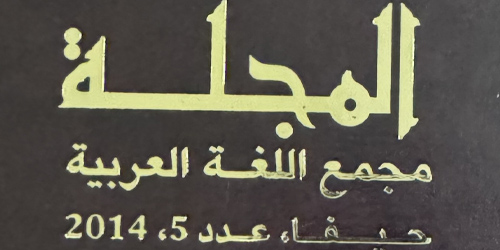 المجلة
مجمع اللغة العربية
حيفا، عدد 5، 2014